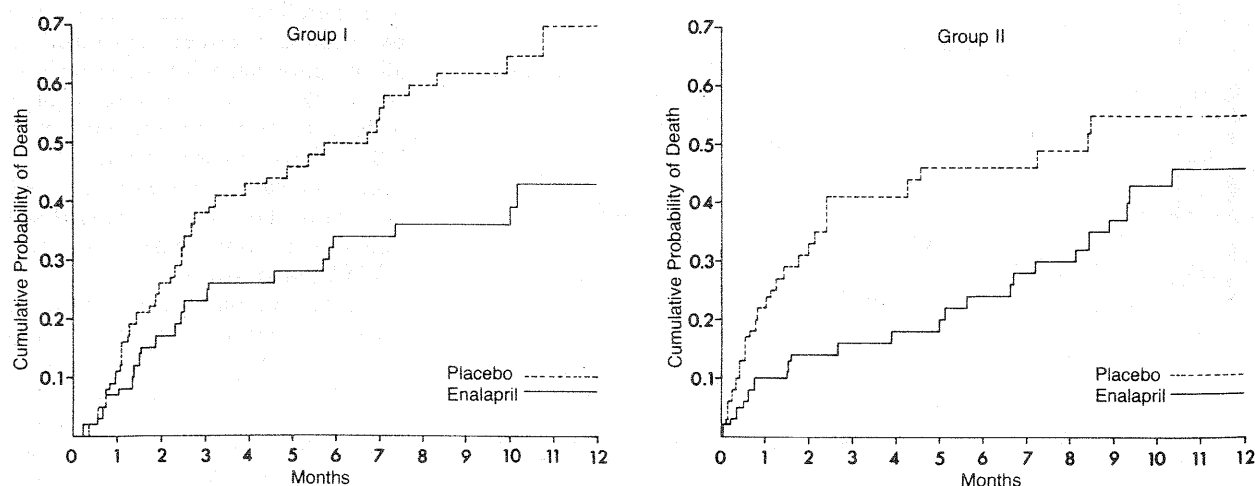 0.7
0.6
0.5
0.4
0.3
0.2
0.1
Cumulative Probability of Death
Group I
Placebo
Enalapril
0 1 2 3 4 5 6 7 8 9 10 11 12
Months
0.7
0.6
0.5
0.4
0.3
0.2
0.1
Cumulative Probability of Death
Group II
Placebo
Enalapril
0 1 2 3 4 5 6 7 8 9 10 11 12
Months